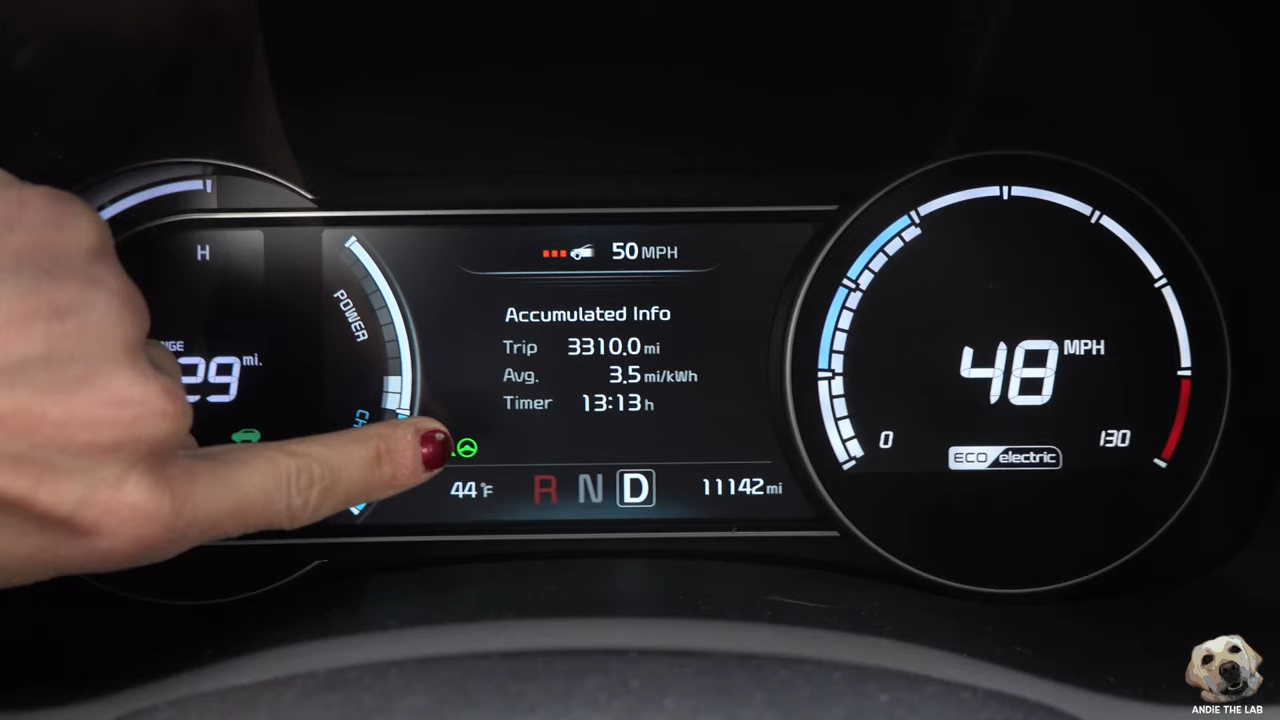 50 MPH
H
POWER
Accumulated Info
Trip 3310.0 mi
Avg. 3.5 mi/kWh
Timer 13:13 h
mi.
48 MPH
0 130
ECO electric
44°F R N D 11142 mi
ANDIE THE LAB